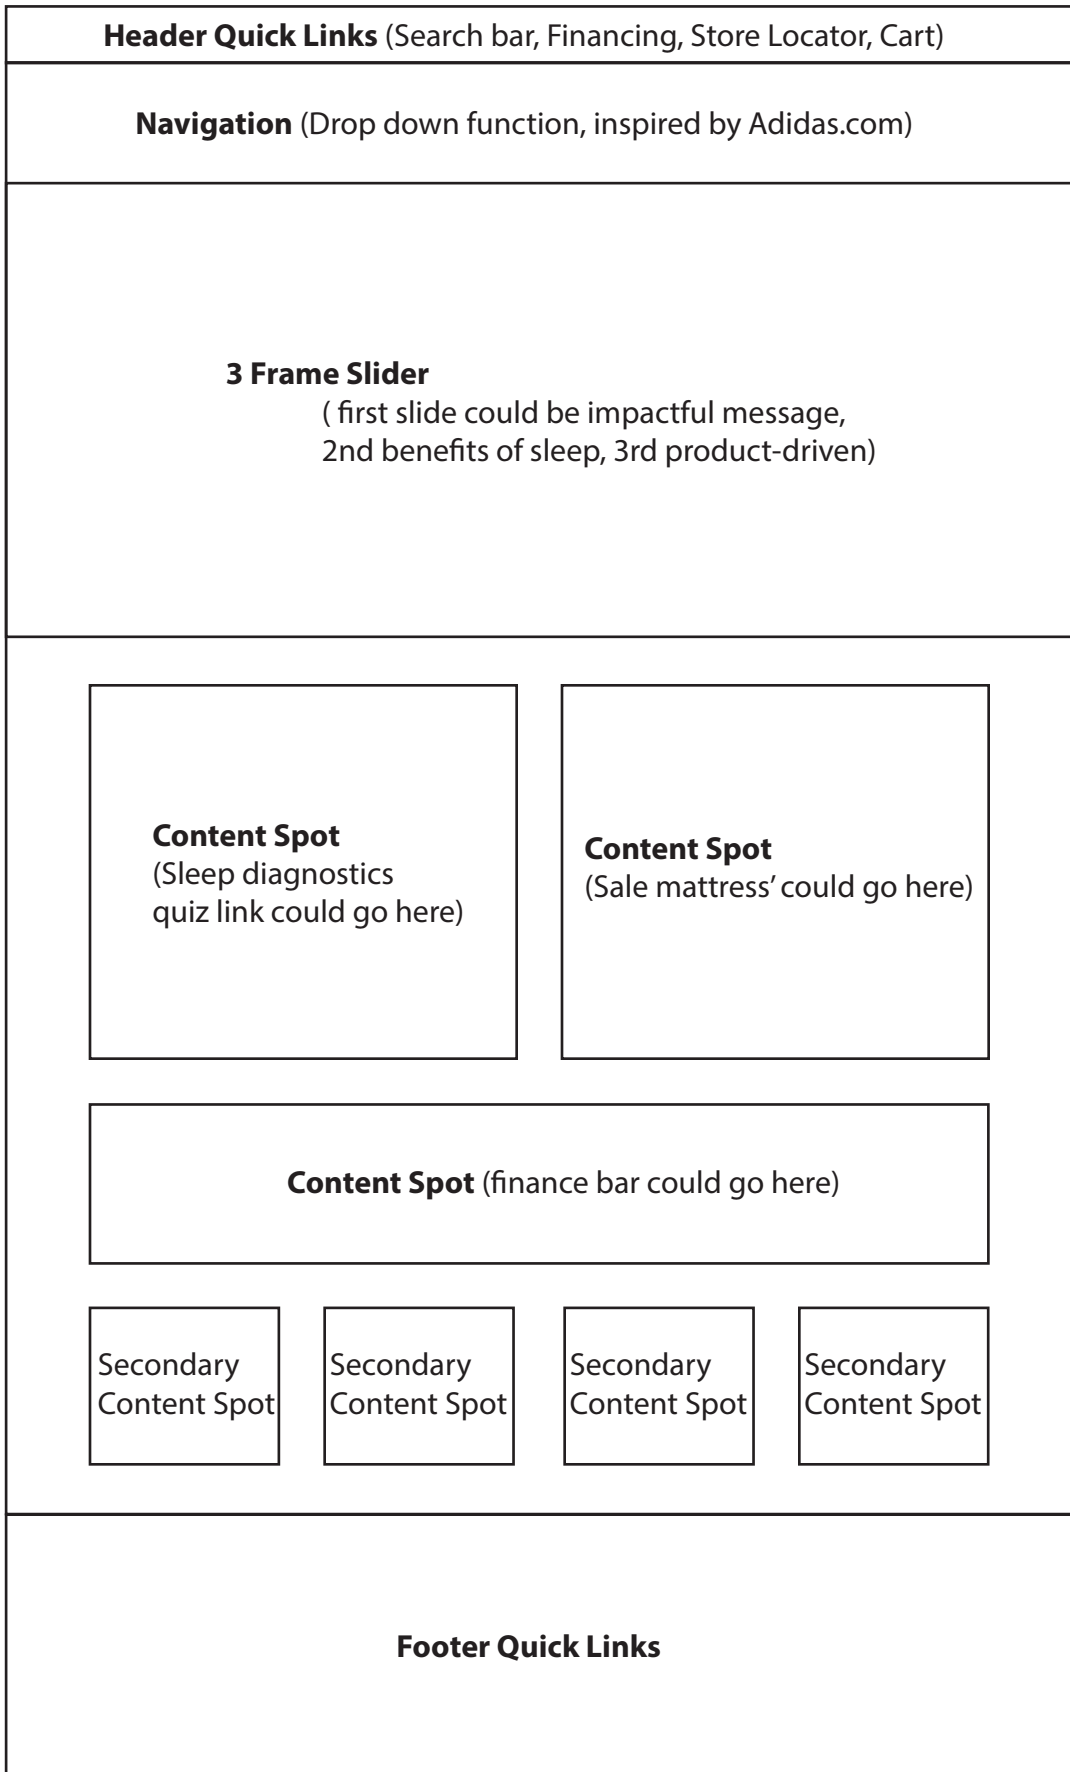 Header Quick Links (Search bar, Financing, Store Locator, Cart)
Navigation (Drop down function, inspired by Adidas.com)
3 Frame Slider
( first slide could be impactful message,
2nd benefits of sleep, 3rd product-driven)
Content Spot
(Sleep diagnostics
quiz link could go here)
Content Spot
(Sale mattress’ could go here)
Content Spot (finance bar could go here)
Secondary
Content Spot
Secondary
Content Spot
Secondary
Content Spot
Secondary
Content Spot
Footer Quick Links